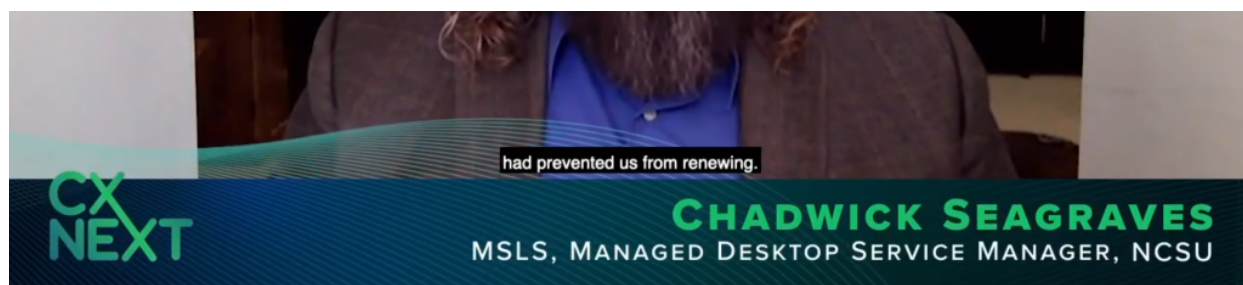 had prevented us from renewing.
CX
NEXT
CHADWICK SEAGRAVES
MSLS, MANAGED DESKTOP SERVICE MANAGER, NCSU